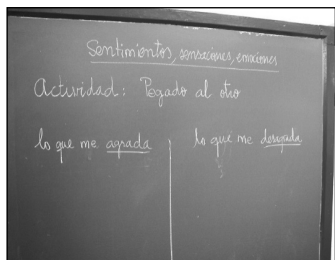 Sentimientos, sensaciones, emociones
Actividad: Pegado al otro
lo que me agrada
lo que me desagrada